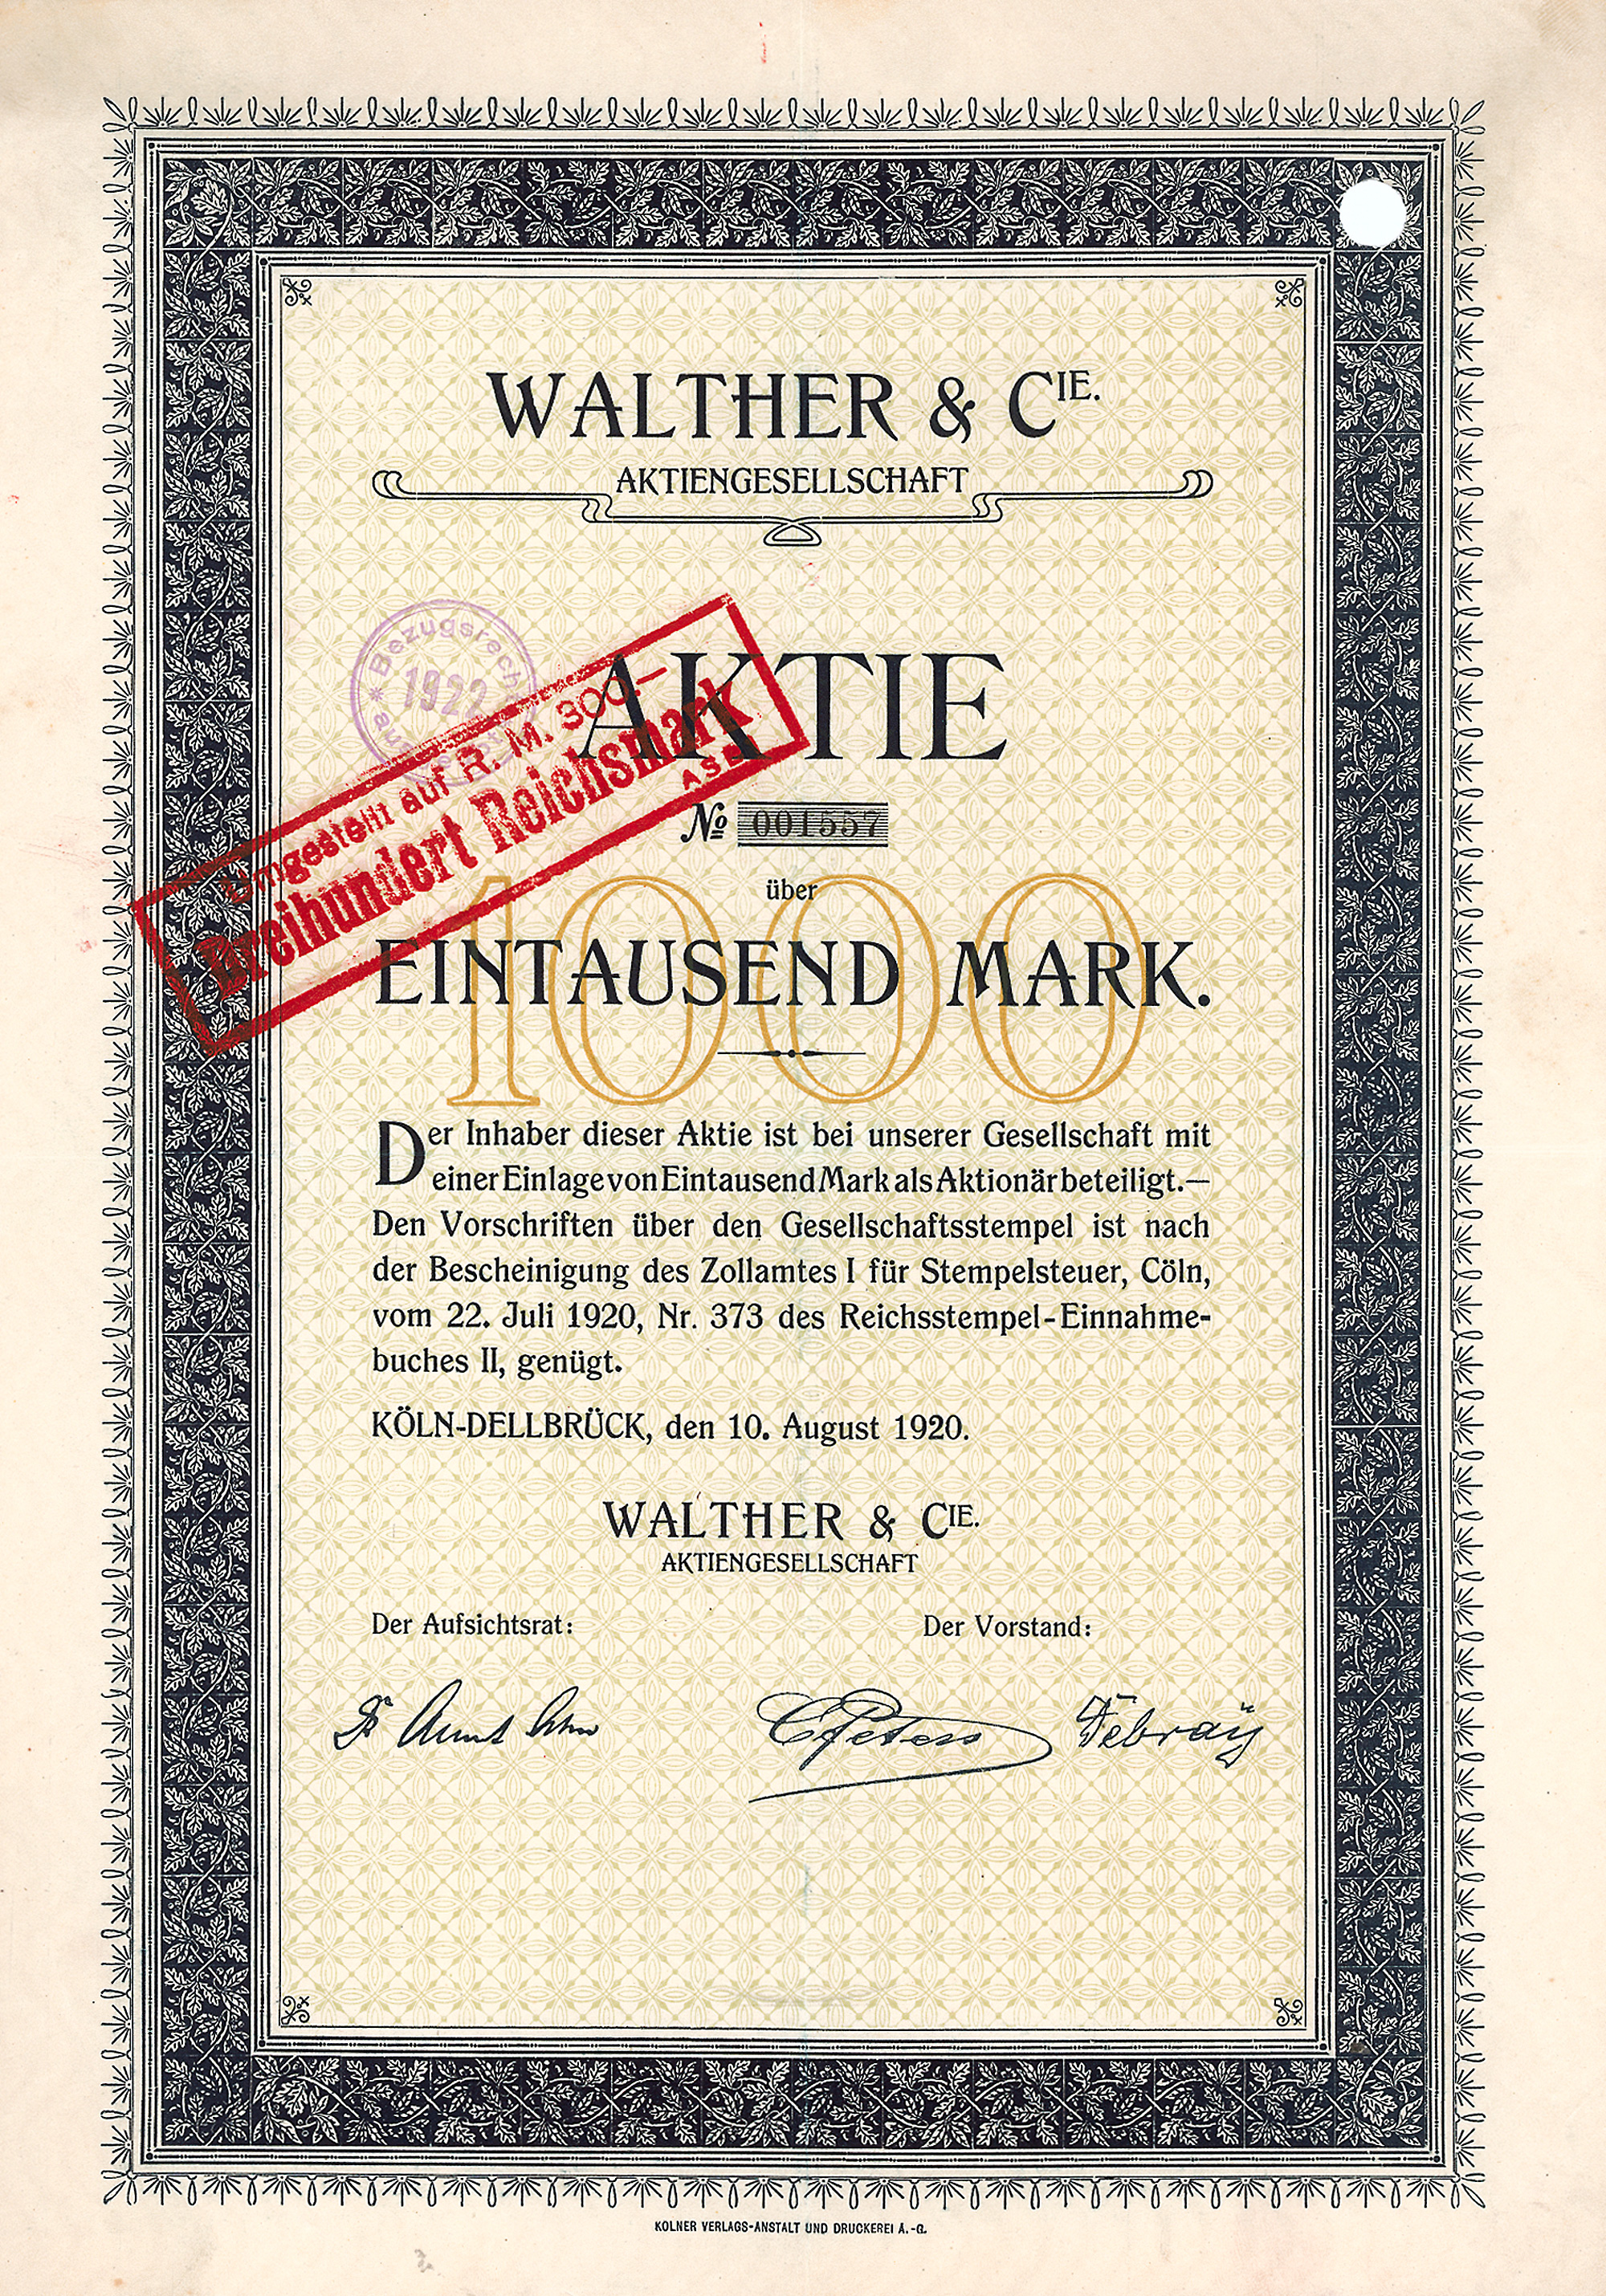 WALTHER & CIE.
AKTIENGESELLSCHAFT
Bezugsrecht
1922
AKTIE
Umgestellt auf R. M. 300.—
Dreihundert Reichsmark
No 001557
über
1000
EINTAUSEND MARK.
Der Inhaber dieser Aktie ist bei unserer Gesellschaft mit
einer Einlage von Eintausend Mark als Aktionär beteiligt.—
Den Vorschriften über den Gesellschaftsstempel ist nach
der Bescheinigung des Zollamtes I für Stempelsteuer, Cöln,
vom 22. Juli 1920, Nr. 373 des Reichsstempel-Einnahme-
buches II, genügt.
KÖLN-DELLBRÜCK, den 10. August 1920.
WALTHER & CIE.
AKTIENGESELLSCHAFT
Der Aufsichtsrat: Der Vorstand:
KÖLNER VERLAGS-ANSTALT UND DRUCKEREI A.-G.